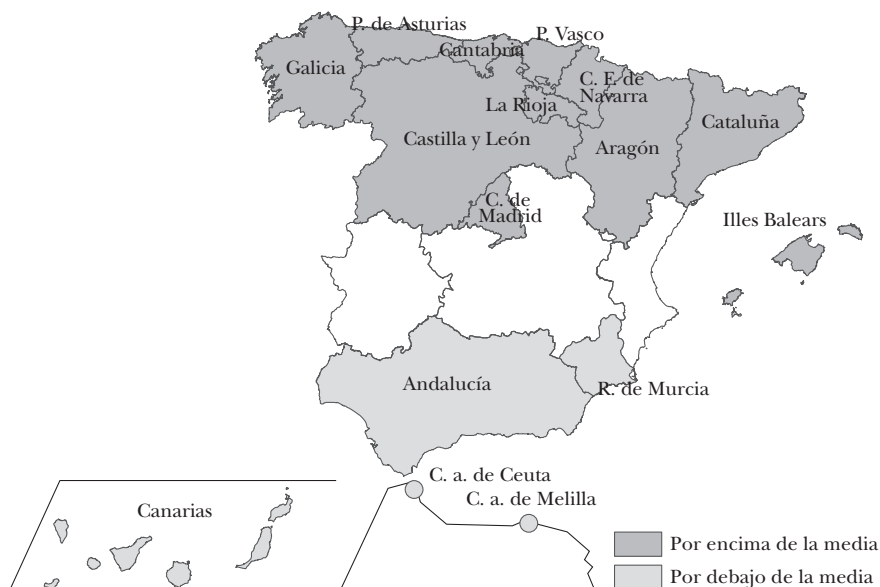 P. de Asturias
P. Vasco
Cantabria
Galicia
C. F. de
Navarra
La Rioja
Cataluña
Castilla y León
Aragón
C. de
Madrid
Illes Balears
Andalucía
R. de Murcia
C. a. de Ceuta
C. a. de Melilla
Canarias
Por encima de la media
Por debajo de la media